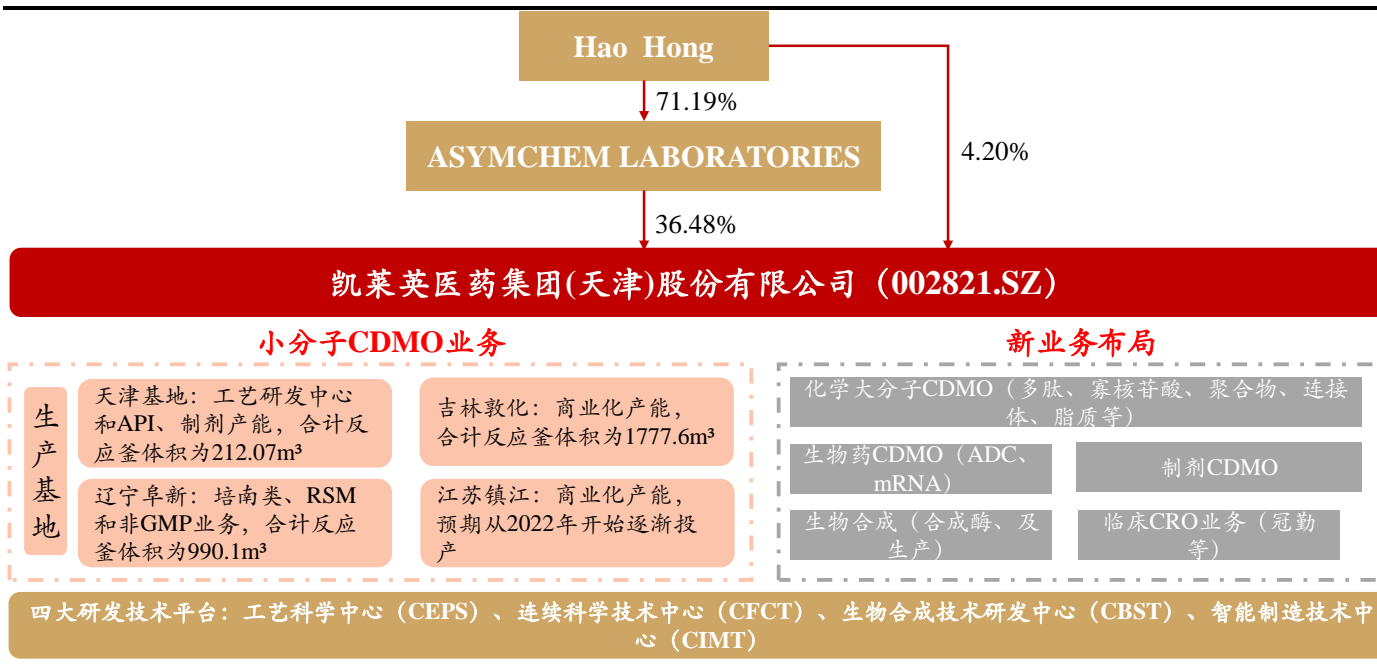 Hao Hong
71.19%
ASYMCHEM LABORATORIES
4.20%
36.48%
凯莱英医药集团(天津)股份有限公司（002821.SZ）
小分子CDMO业务
生
产
基
地
天津基地：工艺研发中心
和API、制剂产能，合计反
应釜体积为212.07m³
吉林敦化：商业化产能，
合计反应釜体积为1777.6m³
辽宁阜新：培南类、RSM
和非GMP业务，合计反应
釜体积为990.1m³
江苏镇江：商业化产能，
预期从2022年开始逐渐投
产
新业务布局
化学大分子CDMO（多肽、寡核苷酸、聚合物、连接
体、脂质等）
生物药CDMO（ADC、
mRNA）
制剂CDMO
生物合成（合成酶、及
生产）
临床CRO业务（冠勤
等）
四大研发技术平台：工艺科学中心（CEPS）、连续科学技术中心（CFCT）、生物合成技术研发中心（CBST）、智能制造技术中
心（CIMT）